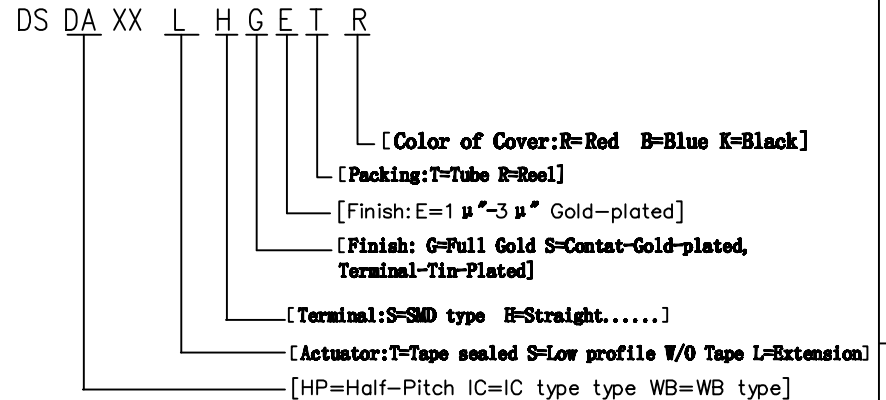 DS DA XX L H G E T R
[Color of Cover:R=Red B=Blue K=Black]
[Packing:T=Tube R=Reel]
[Finish:E=1 μ"-3 μ" Gold-plated]
[Finish: G=Full Gold S=Contat-Gold-plated,
Terminal-Tin-Plated]
[Terminal:S=SMD type H=Straight......]
[Actuator:T=Tape sealed S=Low profile W/O Tape L=Extension]
[HP=Half-Pitch IC=IC type type WB=WB type]